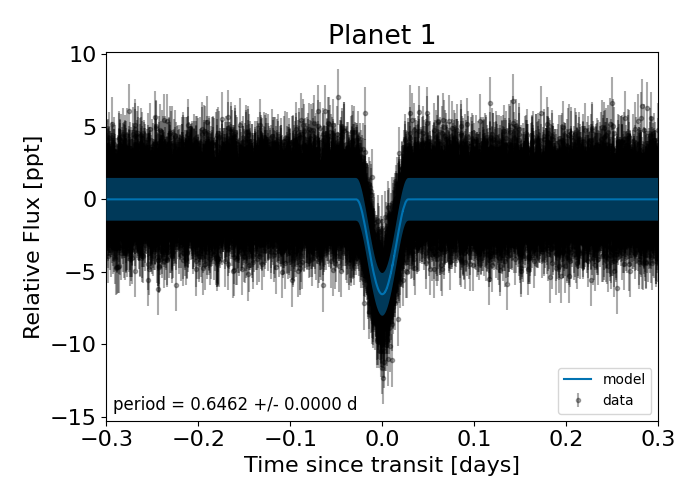 Planet 1
Relative Flux [ppt]
10
5
0
−5
−10
−15
period = 0.6462 +/- 0.0000 d
model
data
−0.3 −0.2 −0.1 0.0 0.1 0.2 0.3
Time since transit [days]